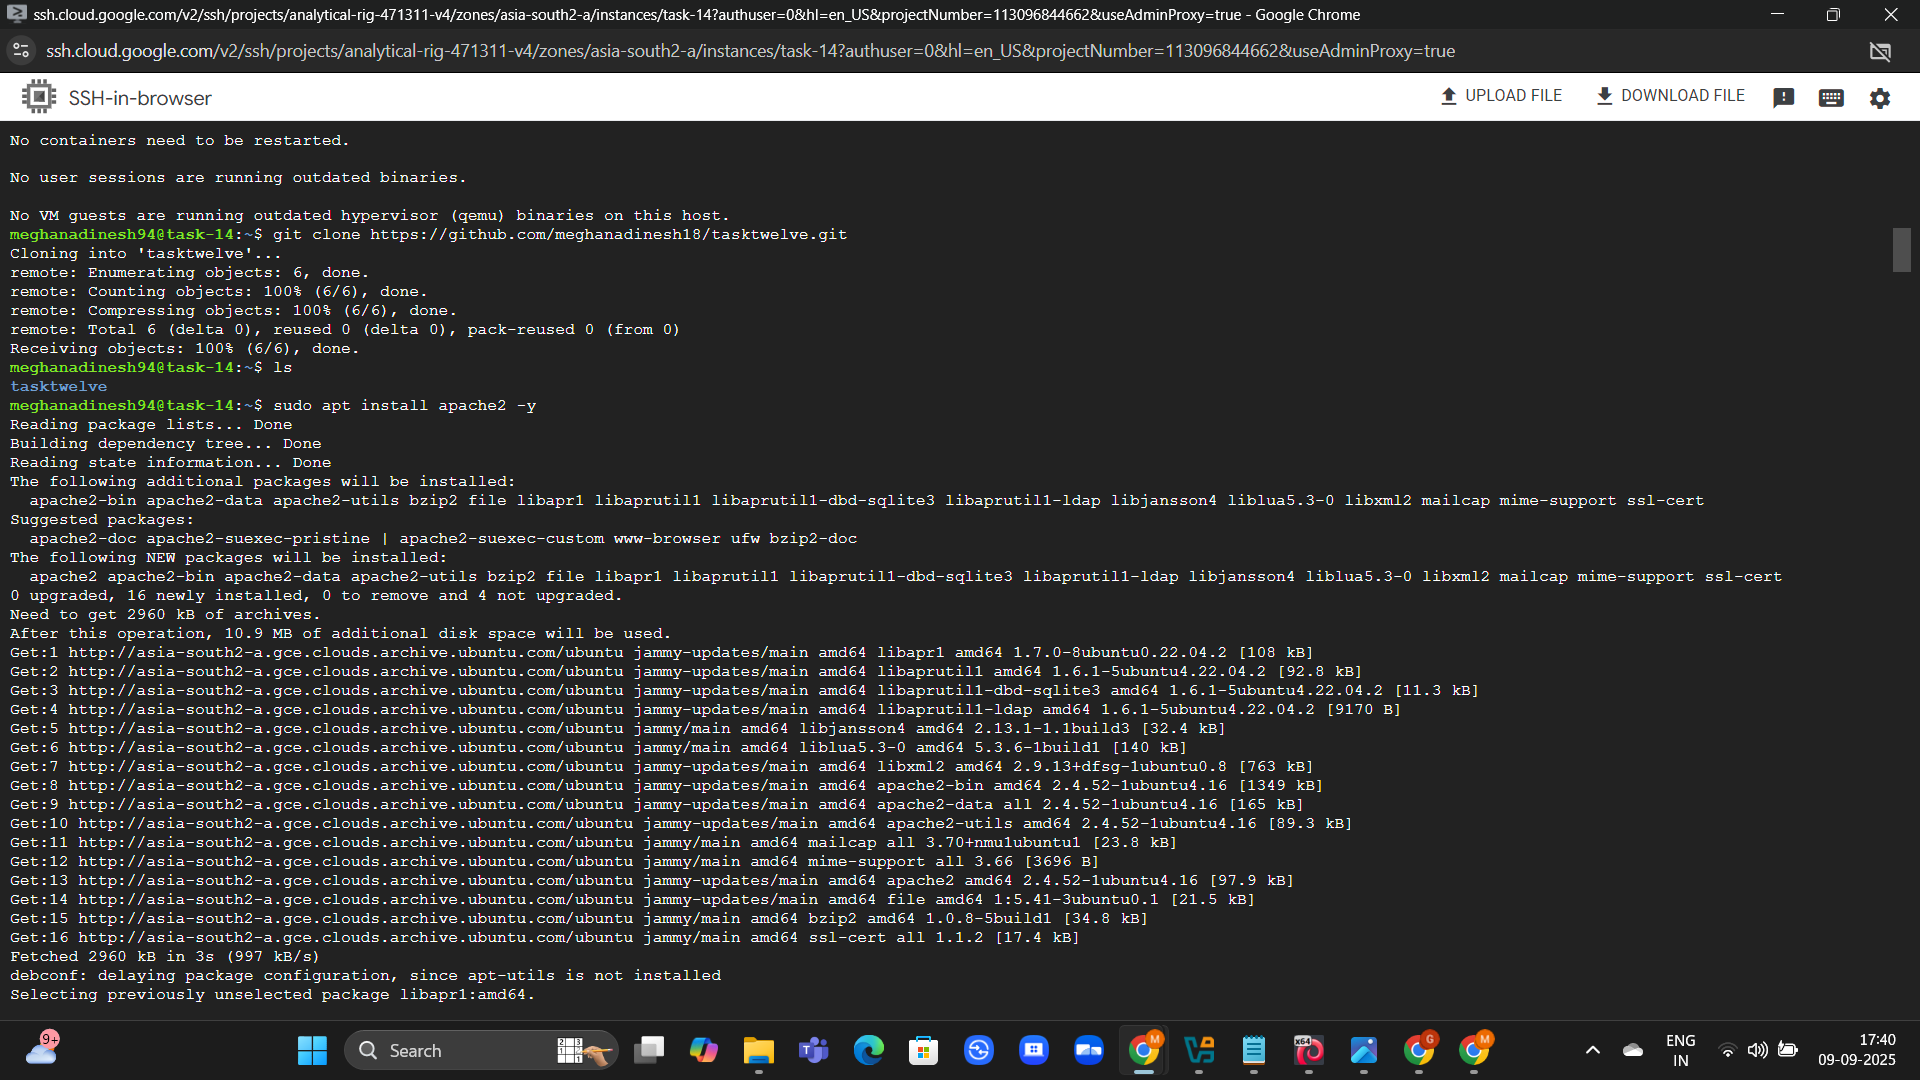 ssh.cloud.google.com/v2/ssh/projects/analytical-rig-471311-v4/zones/asia-south2-a/instances/task-14?authuser=0&hl=en_US&projectNumber=113096844662&useAdminProxy=true - Google Chrome
ssh.cloud.google.com/v2/ssh/projects/analytical-rig-471311-v4/zones/asia-south2-a/instances/task-14?authuser=0&hl=en_US&projectNumber=113096844662&useAdminProxy=true
SSH-in-browser
UPLOAD FILE
DOWNLOAD FILE
No containers need to be restarted.
No user sessions are running outdated binaries.
No VM guests are running outdated hypervisor (qemu) binaries on this host.
meghanadinesh94@task-14:~$ git clone https://github.com/meghanadinesh18/tasktwelve.git
Cloning into 'tasktwelve'...
remote: Enumerating objects: 6, done.
remote: Counting objects: 100% (6/6), done.
remote: Compressing objects: 100% (6/6), done.
remote: Total 6 (delta 0), reused 0 (delta 0), pack-reused 0 (from 0)
Receiving objects: 100% (6/6), done.
meghanadinesh94@task-14:~$ ls
tasktwelve
meghanadinesh94@task-14:~$ sudo apt install apache2 -y
Reading package lists... Done
Building dependency tree... Done
Reading state information... Done
The following additional packages will be installed:
apache2-bin apache2-data apache2-utils bzip2 file libapr1 libaprutil1 libaprutil1-dbd-sqlite3 libaprutil1-ldap libjansson4 liblua5.3-0 libxml2 mailcap mime-support ssl-cert
Suggested packages:
apache2-doc apache2-suexec-pristine | apache2-suexec-custom www-browser ufw bzip2-doc
The following NEW packages will be installed:
apache2 apache2-bin apache2-data apache2-utils bzip2 file libapr1 libaprutil1 libaprutil1-dbd-sqlite3 libaprutil1-ldap libjansson4 liblua5.3-0 libxml2 mailcap mime-support ssl-cert
0 upgraded, 16 newly installed, 0 to remove and 4 not upgraded.
Need to get 2960 kB of archives.
After this operation, 10.9 MB of additional disk space will be used.
Get:1 http://asia-south2-a.gce.clouds.archive.ubuntu.com/ubuntu jammy-updates/main amd64 libapr1 amd64 1.7.0-8ubuntu0.22.04.2 [108 kB]
Get:2 http://asia-south2-a.gce.clouds.archive.ubuntu.com/ubuntu jammy-updates/main amd64 libaprutil1 amd64 1.6.1-5ubuntu4.22.04.2 [92.8 kB]
Get:3 http://asia-south2-a.gce.clouds.archive.ubuntu.com/ubuntu jammy-updates/main amd64 libaprutil1-dbd-sqlite3 amd64 1.6.1-5ubuntu4.22.04.2 [11.3 kB]
Get:4 http://asia-south2-a.gce.clouds.archive.ubuntu.com/ubuntu jammy-updates/main amd64 libaprutil1-ldap amd64 1.6.1-5ubuntu4.22.04.2 [9170 B]
Get:5 http://asia-south2-a.gce.clouds.archive.ubuntu.com/ubuntu jammy/main amd64 libjansson4 amd64 2.13.1-1.1build3 [32.4 kB]
Get:6 http://asia-south2-a.gce.clouds.archive.ubuntu.com/ubuntu jammy/main amd64 liblua5.3-0 amd64 5.3.6-1build1 [140 kB]
Get:7 http://asia-south2-a.gce.clouds.archive.ubuntu.com/ubuntu jammy-updates/main amd64 libxml2 amd64 2.9.13+dfsg-1ubuntu0.8 [763 kB]
Get:8 http://asia-south2-a.gce.clouds.archive.ubuntu.com/ubuntu jammy-updates/main amd64 apache2-bin amd64 2.4.52-1ubuntu4.16 [1349 kB]
Get:9 http://asia-south2-a.gce.clouds.archive.ubuntu.com/ubuntu jammy-updates/main amd64 apache2-data all 2.4.52-1ubuntu4.16 [165 kB]
Get:10 http://asia-south2-a.gce.clouds.archive.ubuntu.com/ubuntu jammy-updates/main amd64 apache2-utils amd64 2.4.52-1ubuntu4.16 [89.3 kB]
Get:11 http://asia-south2-a.gce.clouds.archive.ubuntu.com/ubuntu jammy/main amd64 mailcap all 3.70+nmu1ubuntu1 [23.8 kB]
Get:12 http://asia-south2-a.gce.clouds.archive.ubuntu.com/ubuntu jammy/main amd64 mime-support all 3.66 [3696 B]
Get:13 http://asia-south2-a.gce.clouds.archive.ubuntu.com/ubuntu jammy-updates/main amd64 apache2 amd64 2.4.52-1ubuntu4.16 [97.9 kB]
Get:14 http://asia-south2-a.gce.clouds.archive.ubuntu.com/ubuntu jammy-updates/main amd64 file amd64 1:5.41-3ubuntu0.1 [21.5 kB]
Get:15 http://asia-south2-a.gce.clouds.archive.ubuntu.com/ubuntu jammy/main amd64 bzip2 amd64 1.0.8-5build1 [34.8 kB]
Get:16 http://asia-south2-a.gce.clouds.archive.ubuntu.com/ubuntu jammy/main amd64 ssl-cert all 1.1.2 [17.4 kB]
Fetched 2960 kB in 3s (997 kB/s)
debconf: delaying package configuration, since apt-utils is not installed
Selecting previously unselected package libapr1:amd64.
9+
Search
ENG
IN
17:40
09-09-2025